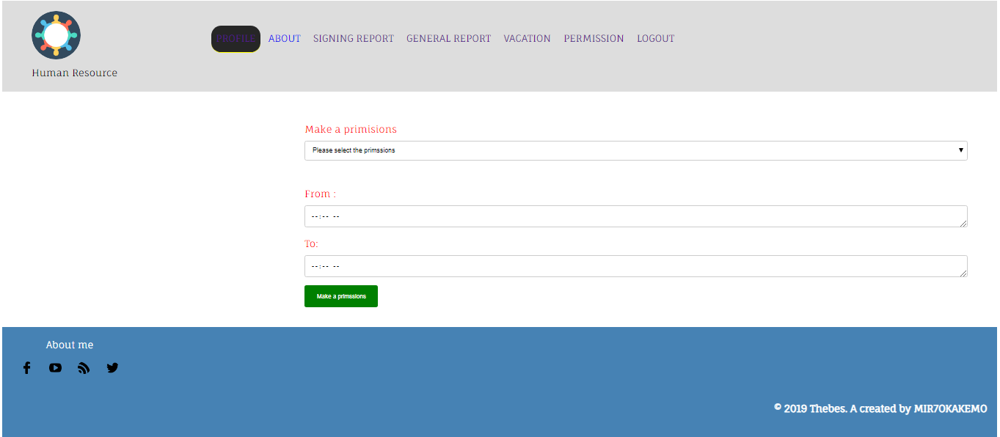 PROFILE ABOUT SIGNING REPORT GENERAL REPORT VACATION PERMISSION LOGOUT
Human Resource
Make a primisions
Please select the primssions
From :
--:-- --
To:
--:-- --
Make a primssions
About me
© 2019 Thebes. A created by MIR7OKAKEMO